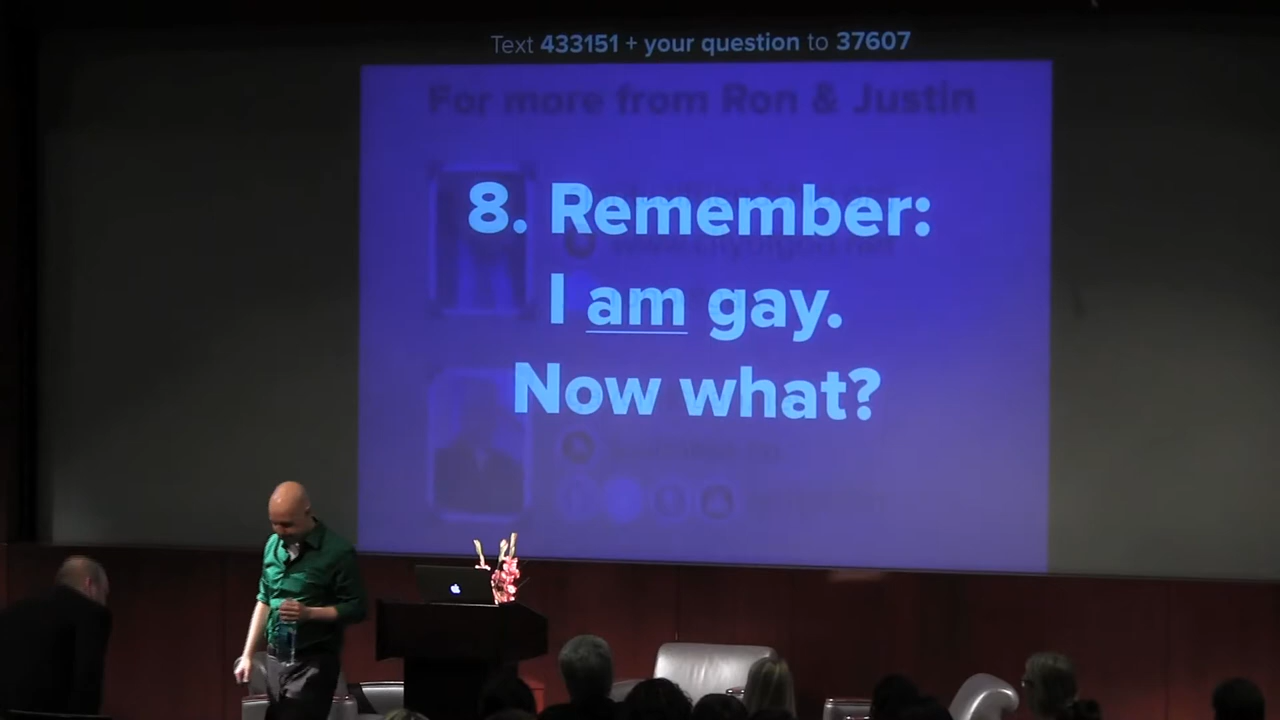 Text 433151 + your question to 37607
For more from Ron & Justin
8. Remember:
I am gay.
Now what?